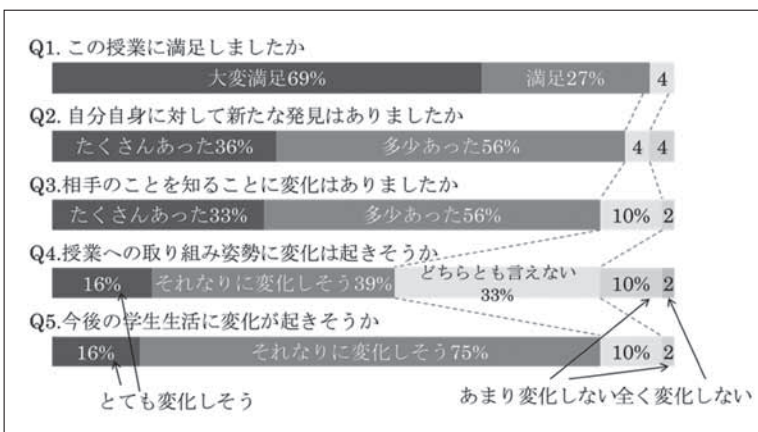 Q1. この授業に満足しましたか
大変満足69% 満足27% 4
Q2. 自分自身に対して新たな発見はありましたか
たくさんあった36% 多少あった56% 4 4
Q3.相手のことを知ることに変化はありましたか
たくさんあった33% 多少あった56% 10% 2
Q4.授業への取り組み姿勢に変化は起きそうか
16% それなりに変化しそう39% どちらとも言えない 33% 10% 2
Q5.今後の学生生活に変化が起きそうか
16% それなりに変化しそう75% 10% 2
とても変化しそう あまり変化しない 全く変化しない